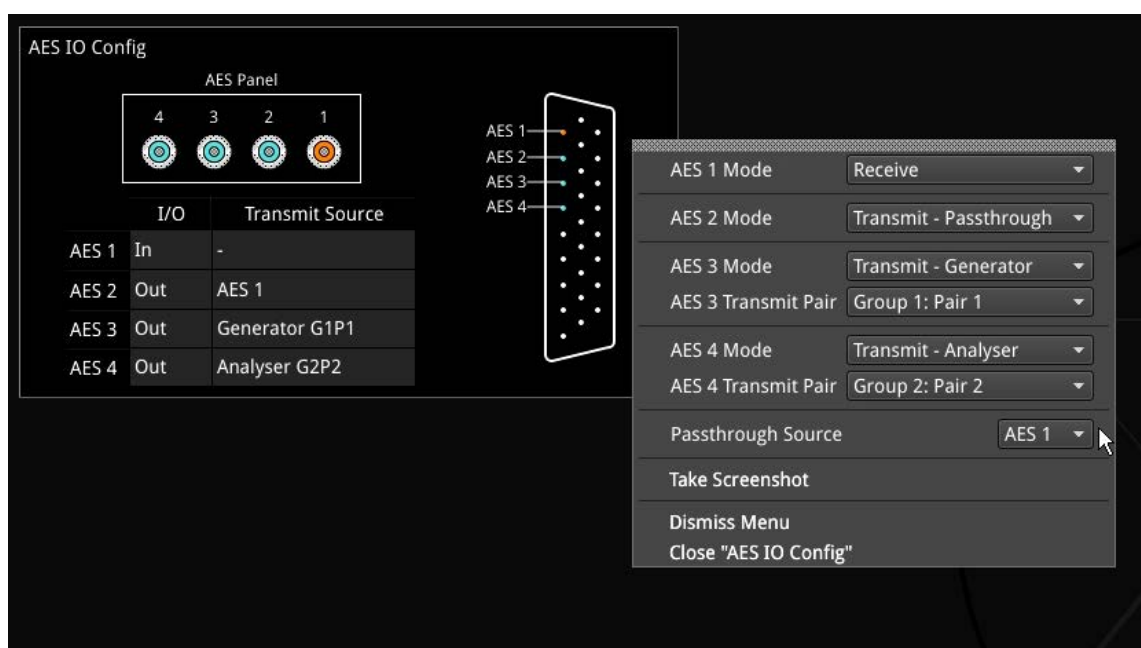 AES IO Config
AES Panel
4 3 2 1
AES 1
AES 2
AES 3
AES 4
I/O Transmit Source
AES 1 In -
AES 2 Out AES 1
AES 3 Out Generator G1P1
AES 4 Out Analyser G2P2
AES 1 Mode Receive
AES 2 Mode Transmit - Passthrough
AES 3 Mode Transmit - Generator
AES 3 Transmit Pair Group 1: Pair 1
AES 4 Mode Transmit - Analyser
AES 4 Transmit Pair Group 2: Pair 2
Passthrough Source AES 1
Take Screenshot
Dismiss Menu
Close "AES IO Config"